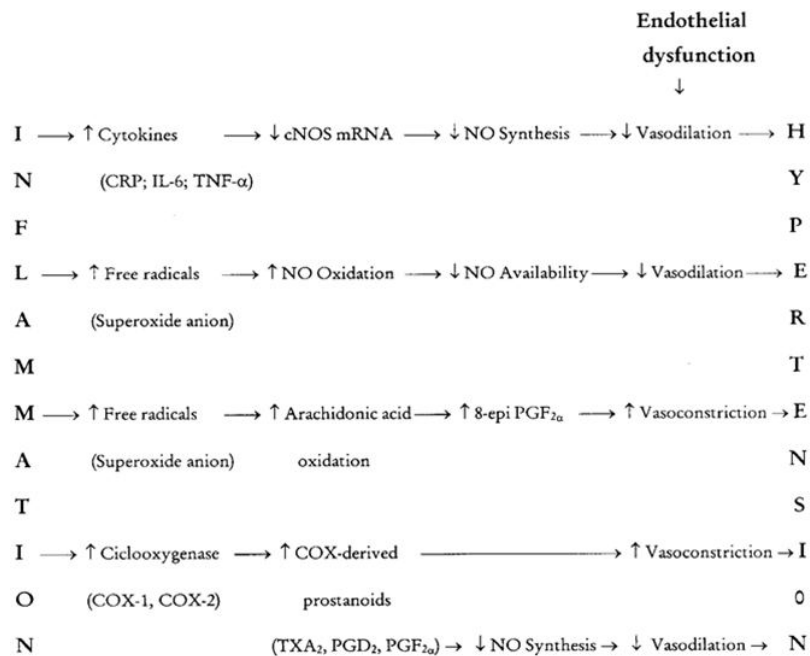 Endothelial
dysfunction
↓
I → ↑ Cytokines → ↓ cNOS mRNA → ↓ NO Synthesis → ↓ Vasodilation → H
N (CRP; IL-6; TNF-α) Y
F P
L → ↑ Free radicals → ↑ NO Oxidation → ↓ NO Availability → ↓ Vasodilation → E
A (Superoxide anion) R
M T
M → ↑ Free radicals → ↑ Arachidonic acid → ↑ 8-epi PGF₂α → ↑ Vasoconstriction → E
A (Superoxide anion) oxidation N
T S
I → ↑ Ciclooxygenase → ↑ COX-derived → ↑ Vasoconstriction → I
O (COX-1, COX-2) prostanoids O
N (TXA₂, PGD₂, PGF₂α) → ↓ NO Synthesis → ↓ Vasodilation → N